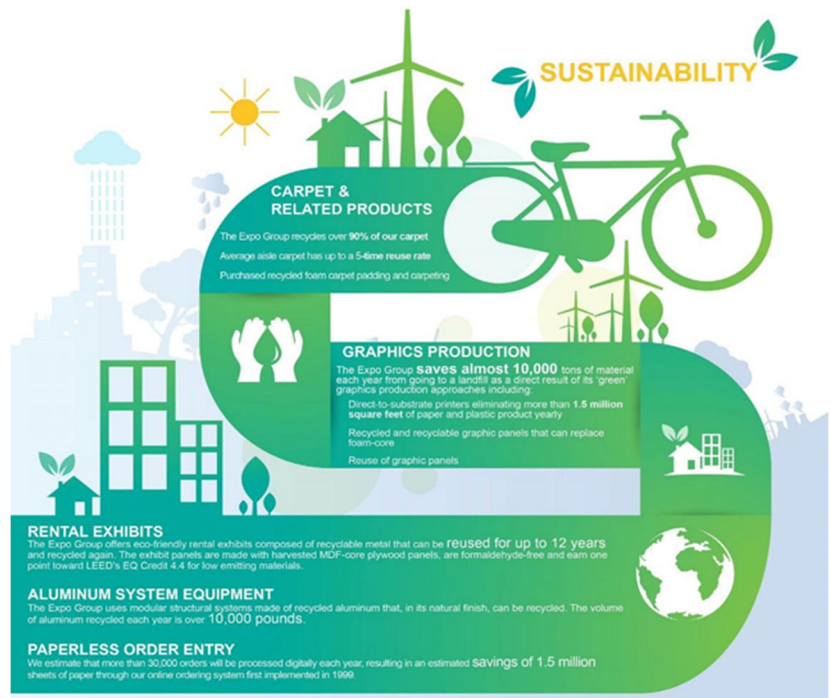 SUSTAINABILITY
CARPET &
RELATED PRODUCTS
The Expo Group recycles over 90% of our carpet
Average aisle carpet has up to a 5-time reuse rate
Purchased recycled foam carpet padding and carpeting
GRAPHICS PRODUCTION
The Expo Group saves almost 10,000 tons of material
each year from going to a landfill as a direct result of its 'green'
graphics production approaches including:
Direct-to-substrate printers eliminating more than 1.5 million
square feet of paper and plastic product yearly
Recycled and recyclable graphic panels that can replace
foam-core
Reuse of graphic panels
RENTAL EXHIBITS
The Expo Group offers eco-friendly rental exhibits composed of recyclable metal that can be reused for up to 12 years
and recycled again. The exhibit panels are made with harvested MDF-core plywood panels, are formaldehyde-free and earn one
point toward LEED's EQ Credit 4.4 for low emitting materials.
ALUMINUM SYSTEM EQUIPMENT
The Expo Group uses modular structural systems made of recycled aluminum that, in its natural finish, can be recycled. The volume
of aluminum recycled each year is over 10,000 pounds.
PAPERLESS ORDER ENTRY
We estimate that more than 30,000 orders will be processed digitally each year, resulting in an estimated savings of 1.5 million
sheets of paper through our online ordering system first implemented in 1999.